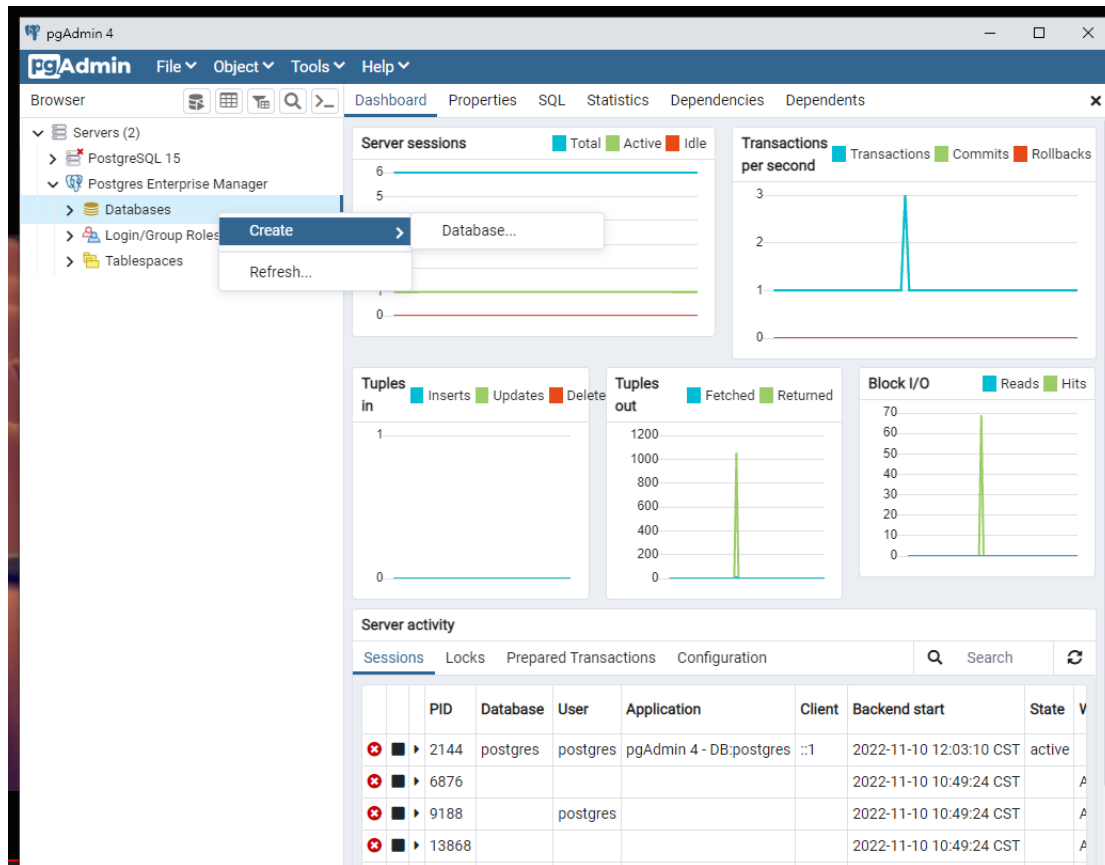 pgAdmin 4
pgAdmin File Object Tools Help
Browser
Dashboard Properties SQL Statistics Dependencies Dependents
Servers (2)
PostgreSQL 15
Postgres Enterprise Manager
Databases
Login/Group Roles
Tablespaces
Create
Database...
Refresh...
Server sessions Total Active Idle
6
5
1
0
Transactions per second Transactions Commits Rollbacks
3
2
1
0
Tuples in Inserts Updates Delete
1
0
Tuples out Fetched Returned
1200
1000
800
600
400
200
0
Block I/O Reads Hits
70
60
50
40
30
20
10
0
Server activity
Sessions Locks Prepared Transactions Configuration Search
PID Database User Application Client Backend start State
2144 postgres postgres pgAdmin 4 - DB:postgres ::1 2022-11-10 12:03:10 CST active
6876 2022-11-10 10:49:24 CST
9188 postgres 2022-11-10 10:49:24 CST
13868 2022-11-10 10:49:24 CST